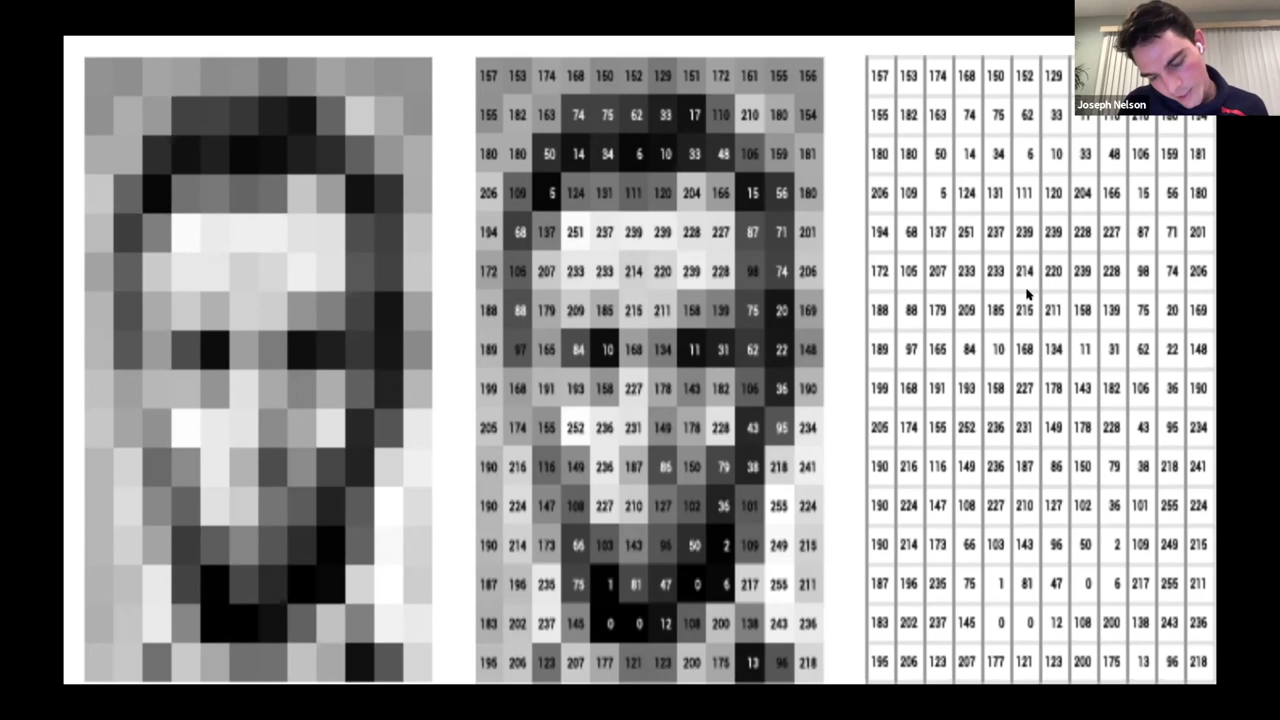 157 153 174 168 150 152 129 151 172 161 155 156
155 182 163 74 75 62 33 17 110 210 180 154
180 180 50 14 34 6 10 33 48 106 159 181
206 109 5 124 131 111 120 204 166 15 56 180
194 68 137 251 237 239 239 228 227 87 71 201
172 105 207 233 233 214 220 239 228 98 74 206
188 88 179 209 185 215 211 158 139 75 20 169
189 97 165 84 10 168 134 11 31 62 22 148
199 168 191 193 158 227 178 143 182 106 36 190
205 174 155 252 236 231 149 178 228 43 95 234
190 216 116 149 236 187 86 150 79 38 218 241
190 224 147 108 227 210 127 102 36 101 255 224
190 214 173 66 103 143 96 50 2 109 249 215
187 196 235 75 1 81 47 0 6 217 255 211
183 202 237 145 0 0 12 108 200 138 243 236
195 206 123 207 177 121 123 200 175 13 96 218
157 153 174 168 150 152 129
155 182 163 74 75 62 33
180 180 50 14 34 6 10 33 48 106 159 181
206 109 5 124 131 111 120 204 166 15 56 180
194 68 137 251 237 239 239 228 227 87 71 201
172 105 207 233 233 214 220 239 228 98 74 206
188 88 179 209 185 215 211 158 139 75 20 169
189 97 165 84 10 168 134 11 31 62 22 148
199 168 191 193 158 227 178 143 182 106 36 190
205 174 155 252 236 231 149 178 228 43 95 234
190 216 116 149 236 187 86 150 79 38 218 241
190 224 147 108 227 210 127 102 36 101 255 224
190 214 173 66 103 143 96 50 2 109 249 215
187 196 235 75 1 81 47 0 6 217 255 211
183 202 237 145 0 0 12 108 200 138 243 236
195 206 123 207 177 121 123 200 175 13 96 218
Joseph Nelson